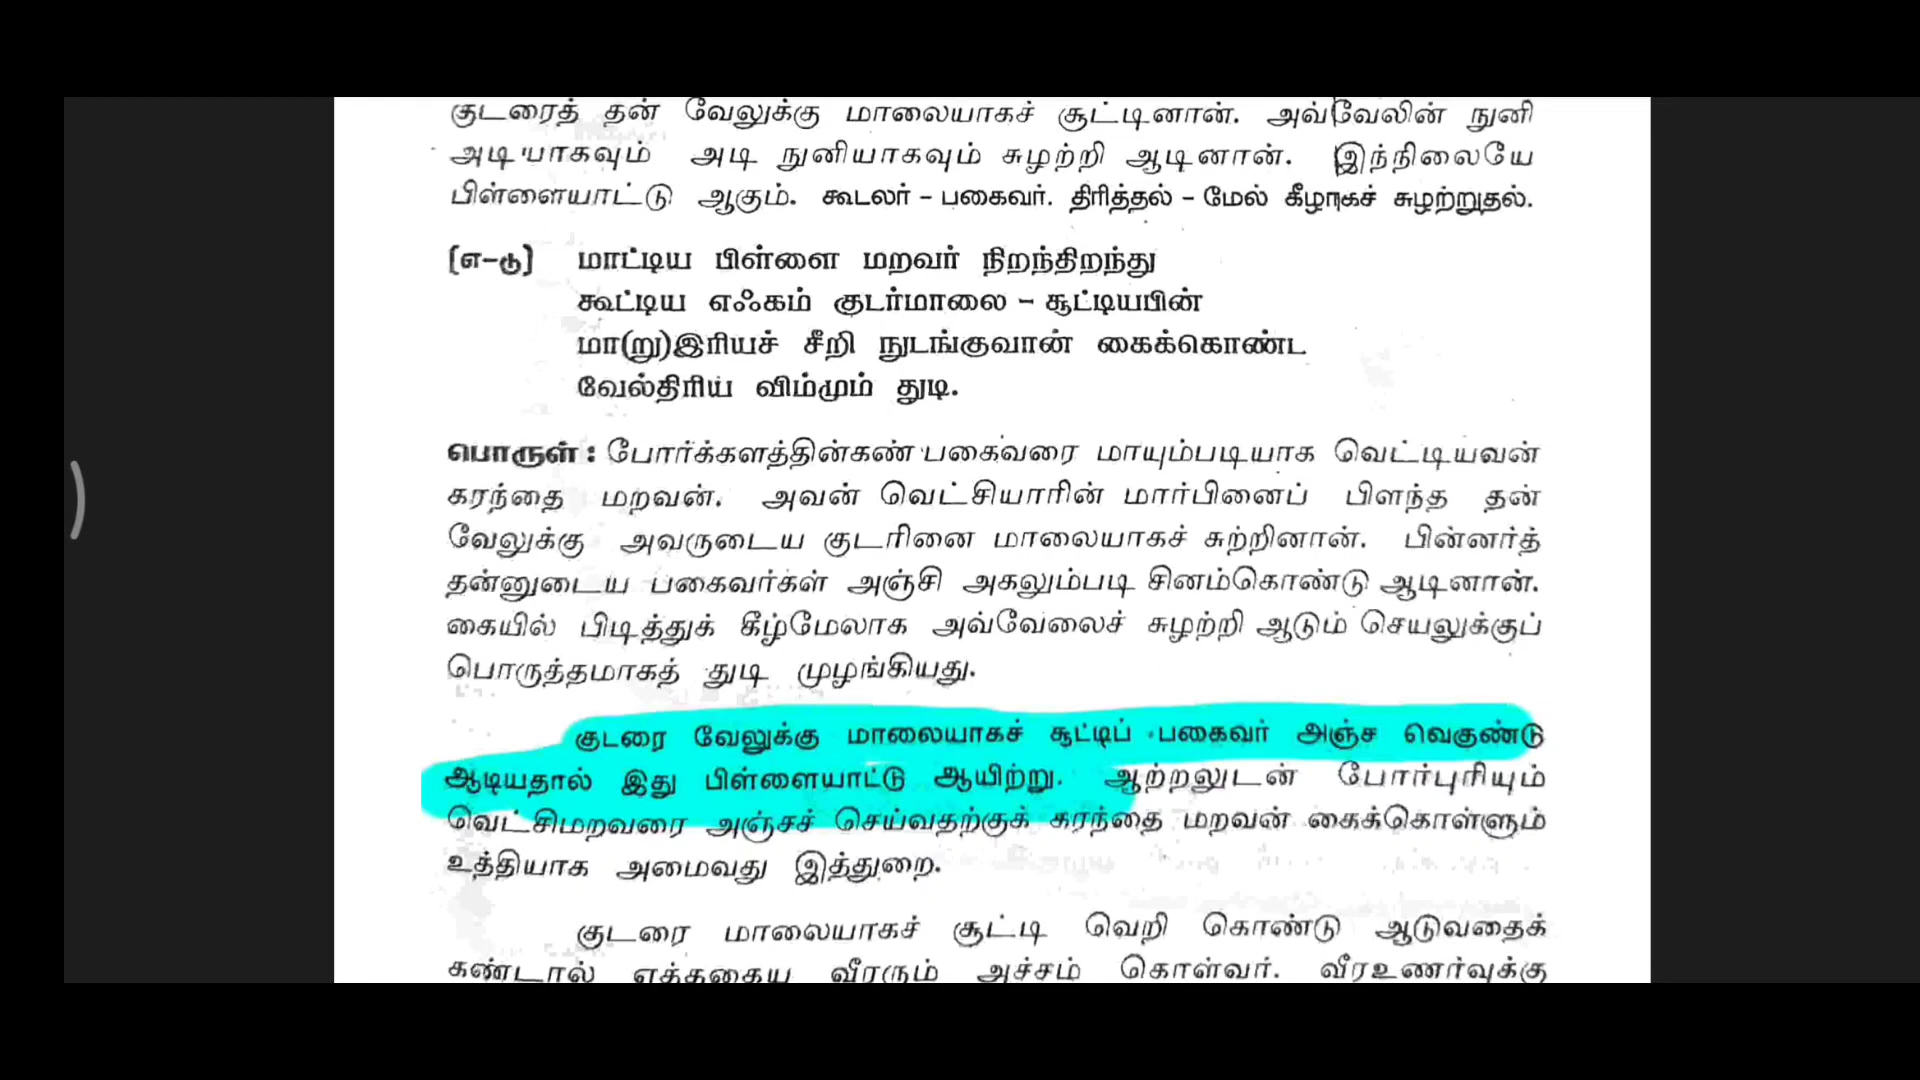 குடரைத் தன் வேலுக்கு மாலையாகச் சூட்டினான். அவ்வேலின் நுனி
அடியாகவும் அடி நுனியாகவும் சுழற்றி ஆடினான். இந்நிலையே
பிள்ளையாட்டு ஆகும். கூடலர் – பகைவர். திரித்தல் – மேல் கீழாகச் சுழற்றுதல்.
(எ-டு) மாட்டிய பிள்ளை மறவர் நிறந்திறந்து
கூட்டிய எஃகம் குடர்மாலை – சூட்டியபின்
மா(று)இரியச் சீறி நுடங்குவான் கைக்கொண்ட
வேல்திரிய விம்மும் துடி.
பொருள் : போர்க்களத்தின்கண் பகைவரை மாயும்படியாக வெட்டியவன்
கரந்தை மறவன். அவன் வெட்சியாரின் மார்பினைப் பிளந்த தன்
வேலுக்கு அவருடைய குடரினை மாலையாகச் சுற்றினான். பின்னர்த்
தன்னுடைய பகைவர்கள் அஞ்சி அகலும்படி சினம்கொண்டு ஆடினான்.
கையில் பிடித்துக் கீழ்மேலாக அவ்வேலைச் சுழற்றி ஆடும் செயலுக்குப்
பொருத்தமாகத் துடி முழங்கியது.
குடரை வேலுக்கு மாலையாகச் சூட்டிப் பகைவர் அஞ்ச வெகுண்டு
ஆடியதால் இது பிள்ளையாட்டு ஆயிற்று. ஆற்றலுடன் போர்புரியும்
வெட்சிமறவரை அஞ்சச் செய்வதற்குக் கரந்தை மறவன் கைக்கொள்ளும்
உத்தியாக அமைவது இத்துறை.
குடரை மாலையாகச் சூட்டி வெறி கொண்டு ஆடுவதைக்
கண்டால் எத்தகைய வீரரும் அச்சம் கொள்வர். வீரஉணர்வுக்கு